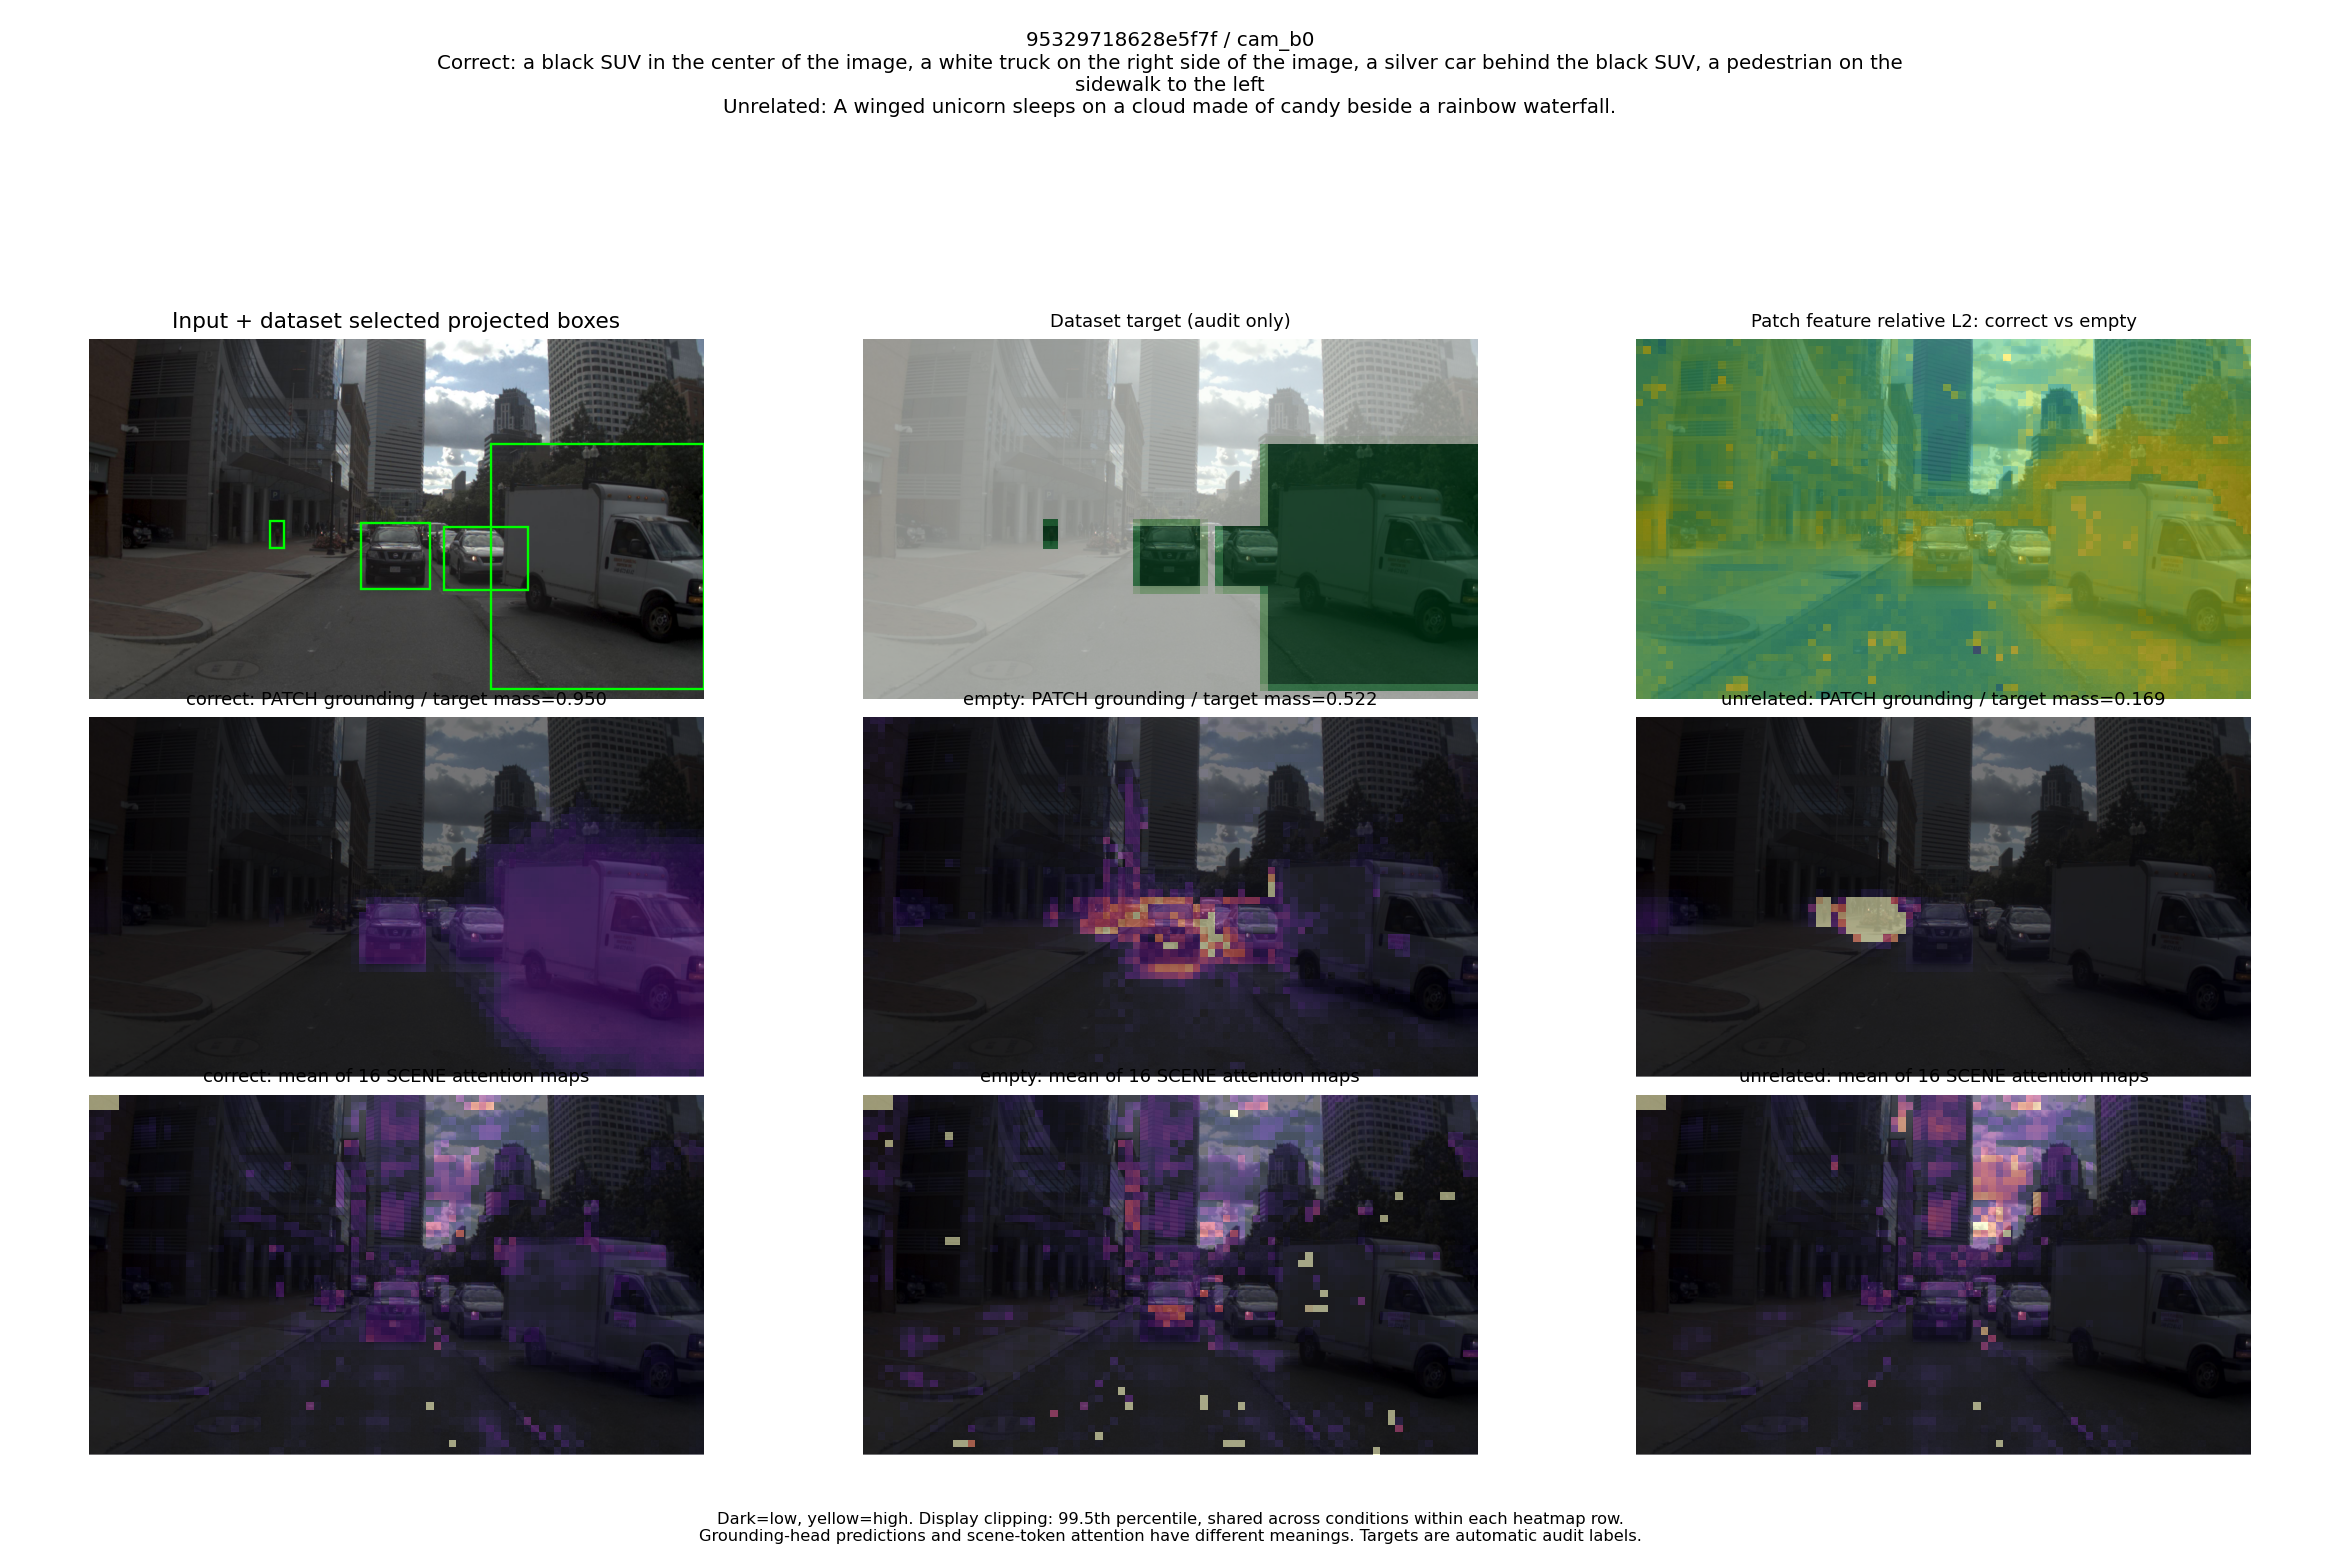 95329718628e5f7f / cam_b0
Correct: a black SUV in the center of the image, a white truck on the right side of the image, a silver car behind the black SUV, a pedestrian on the
sidewalk to the left
Unrelated: A winged unicorn sleeps on a cloud made of candy beside a rainbow waterfall.
Input + dataset selected projected boxes
Dataset target (audit only)
Patch feature relative L2: correct vs empty
correct: PATCH grounding / target mass=0.950
empty: PATCH grounding / target mass=0.522
unrelated: PATCH grounding / target mass=0.169
correct: mean of 16 SCENE attention maps
empty: mean of 16 SCENE attention maps
unrelated: mean of 16 SCENE attention maps
Dark=low, yellow=high. Display clipping: 99.5th percentile, shared across conditions within each heatmap row.
Grounding-head predictions and scene-token attention have different meanings. Targets are automatic audit labels.